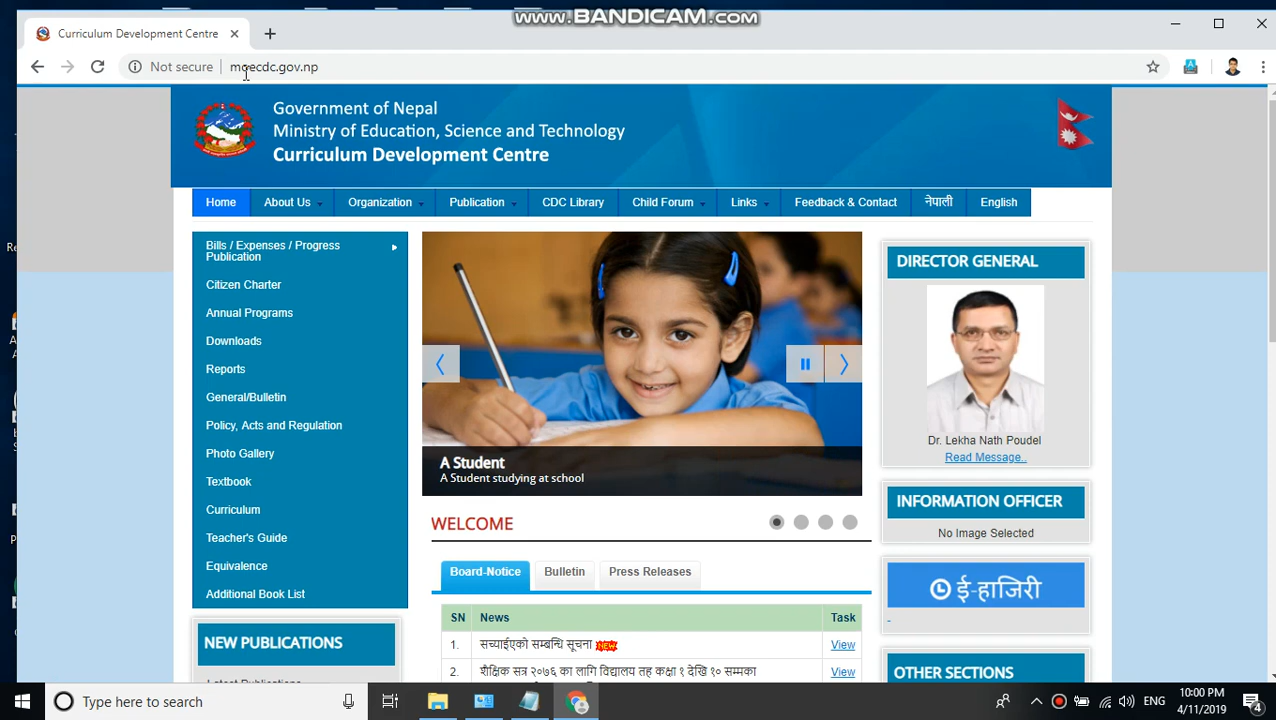 www.BANDICAM.com
Curriculum Development Centre
Not secure
moecdc.gov.np
Government of Nepal
Ministry of Education, Science and Technology
Curriculum Development Centre
Home About Us Organization Publication CDC Library Child Forum Links Feedback & Contact नेपाली English
Bills / Expenses / Progress
Publication
Citizen Charter
Annual Programs
Downloads
Reports
General/Bulletin
Policy, Acts and Regulation
Photo Gallery
Textbook
Curriculum
Teacher's Guide
Equivalence
Additional Book List
NEW PUBLICATIONS
Latest Publications
A Student
A Student studying at school
WELCOME
Board-Notice Bulletin Press Releases
SN News Task
1. सच्याईएको सम्बन्धि सूचना NEW View
2. शैक्षिक सत्र २०७६ का लागि विद्यालय तह कक्षा १ देखि १० सम्मका View
DIRECTOR GENERAL
Dr. Lekha Nath Poudel
Read Message..
INFORMATION OFFICER
No Image Selected
ई-हाजिरी
OTHER SECTIONS
Type here to search
ENG
10:00 PM
4/11/2019
4